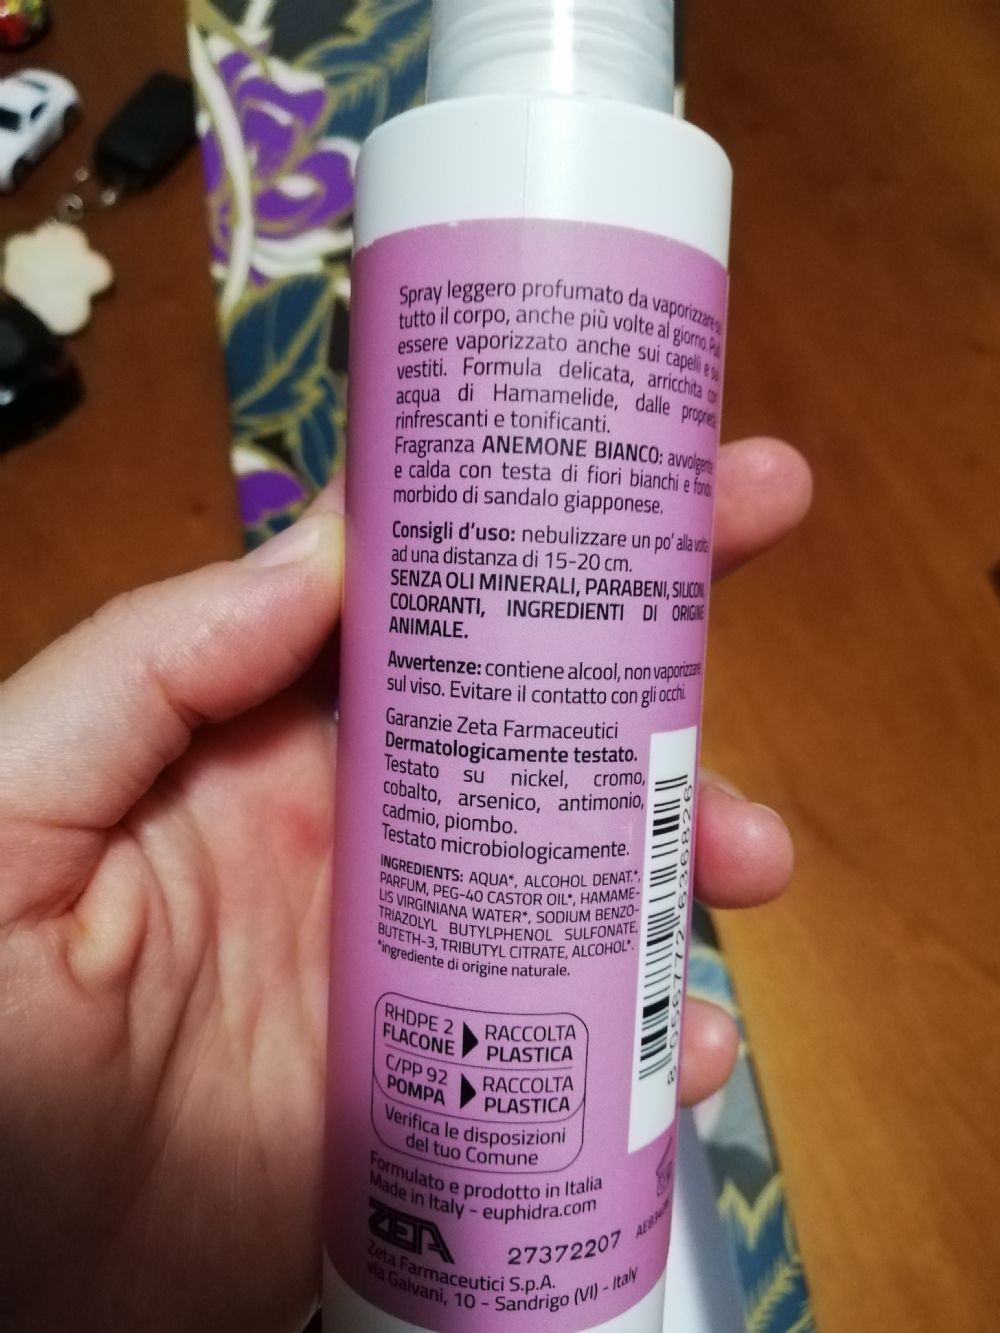 Spray leggero profumato da vaporizzare su
tutto il corpo, anche più volte al giorno. Può
essere vaporizzato anche sui capelli e sui
vestiti. Formula delicata, arricchita con
acqua di Hamamelide, dalle proprietà
rinfrescanti e tonificanti.
Fragranza ANEMONE BIANCO: avvolgente
e calda con testa di fiori bianchi e fondo
morbido di sandalo giapponese.
Consigli d'uso: nebulizzare un po' alla volta
ad una distanza di 15-20 cm.
SENZA OLI MINERALI, PARABENI, SILICONI,
COLORANTI, INGREDIENTI DI ORIGINE
ANIMALE.
Avvertenze: contiene alcool, non vaporizzare
sul viso. Evitare il contatto con gli occhi.
Garanzie Zeta Farmaceutici
Dermatologicamente testato.
Testato su nickel, cromo,
cobalto, arsenico, antimonio,
cadmio, piombo.
Testato microbiologicamente.
INGREDIENTS: AQUA*, ALCOHOL DENAT.*,
PARFUM, PEG-40 CASTOR OIL*, HAMAME-
LIS VIRGINIANA WATER*, SODIUM BENZO-
TRIAZOLYL BUTYLPHENOL SULFONATE,
BUTETH-3, TRIBUTYL CITRATE, ALCOHOL*.
*ingrediente di origine naturale.
8 056772 636826
RHDPE 2
FLACONE
RACCOLTA
PLASTICA
C/PP 92
POMPA
RACCOLTA
PLASTICA
Verifica le disposizioni
del tuo Comune
Formulato e prodotto in Italia
Made in Italy - euphidra.com
ZETA
27372207
Zeta Farmaceutici S.p.A.
via Galvani, 10 - Sandrigo (VI) - Italy